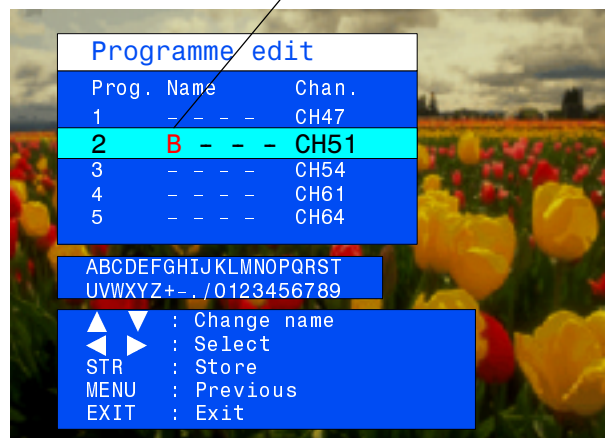 Programme edit
Prog. Name Chan.
1 – – – – CH47
2 B – – – CH51
3 – – – – CH54
4 – – – – CH61
5 – – – – CH64
ABCDEFGHIJKLMNOPQRST
UVWXYZ+-./0123456789
▲ ▼ : Change name
◀ ▶ : Select
STR : Store
MENU : Previous
EXIT : Exit